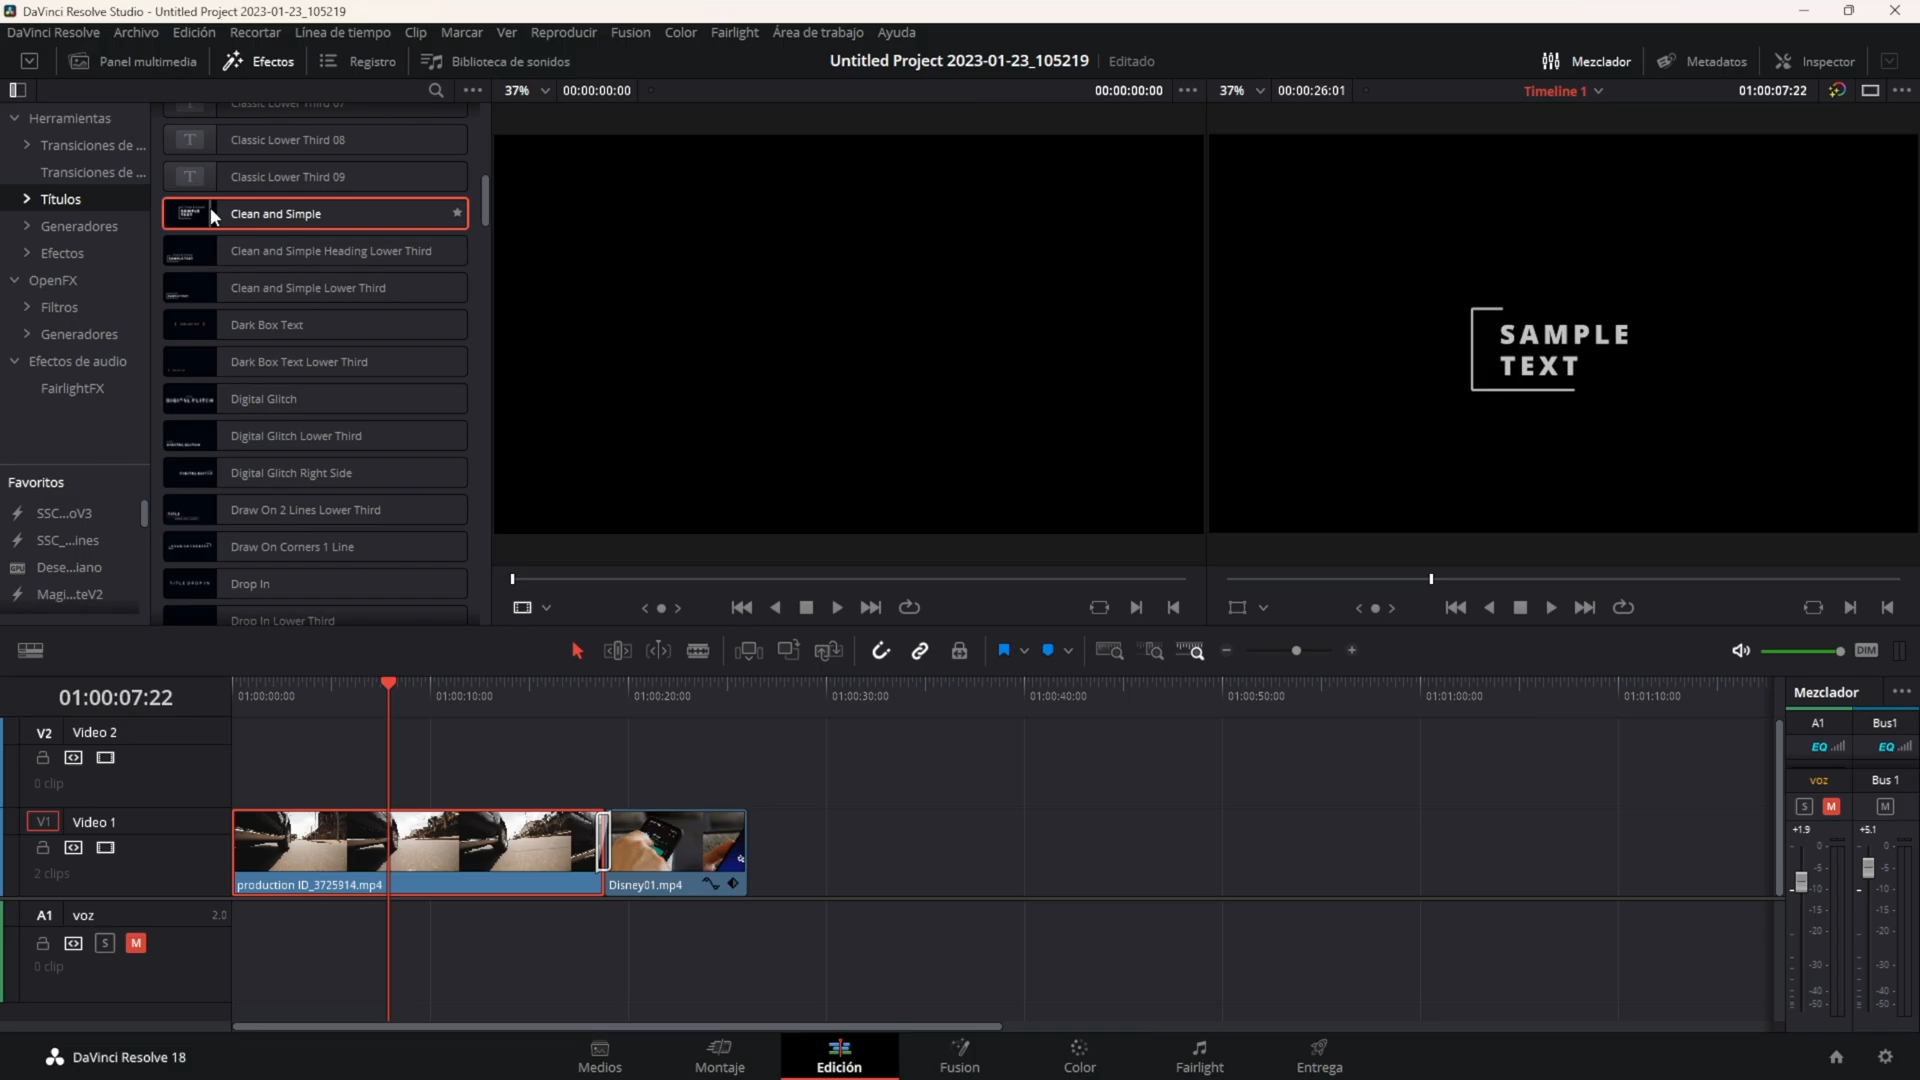 DaVinci Resolve Studio - Untitled Project 2023-01-23_105219
DaVinci Resolve Archivo Edición Recortar Línea de tiempo Clip Marcar Ver Reproducir Fusion Color Fairlight Área de trabajo Ayuda
Panel multimedia Efectos Registro Biblioteca de sonidos Untitled Project 2023-01-23_105219 Editado Mezclador Metadatos Inspector
37% 00:00:00:00 00:00:00:00 37% 00:00:26:01 Timeline 1 01:00:07:22
Herramientas
Transiciones de ...
Transiciones de ...
Títulos
Generadores
Efectos
OpenFX
Filtros
Generadores
Efectos de audio
FairlightFX
Favoritos
SSC...oV3
SSC_...ines
Dese...iano
Magi...teV2
Classic Lower Third 07
Classic Lower Third 08
Classic Lower Third 09
Clean and Simple
Clean and Simple Heading Lower Third
Clean and Simple Lower Third
Dark Box Text
Dark Box Text Lower Third
Digital Glitch
Digital Glitch Lower Third
Digital Glitch Right Side
Draw On 2 Lines Lower Third
Draw On Corners 1 Line
Drop In
Drop In Lower Third
SAMPLE
TEXT
DIM
01:00:07:22
01:00:00:00 01:00:10:00 01:00:20:00 01:00:30:00 01:00:40:00 01:00:50:00 01:01:00:00 01:01:10:00
V2 Video 2
0 clip
V1 Video 1
2 clips
production ID_3725914.mp4
Disney01.mp4
A1 voz 2.0
S M
0 clip
Mezclador
A1 Bus1
EQ EQ
voz Bus 1
S M M
+1.9 +5.1
0 0
-5 -5
-10 -10
-15 -15
-20 -20
-30 -30
-40 -40
-50 -50
DaVinci Resolve 18
Medios Montaje Edición Fusion Color Fairlight Entrega